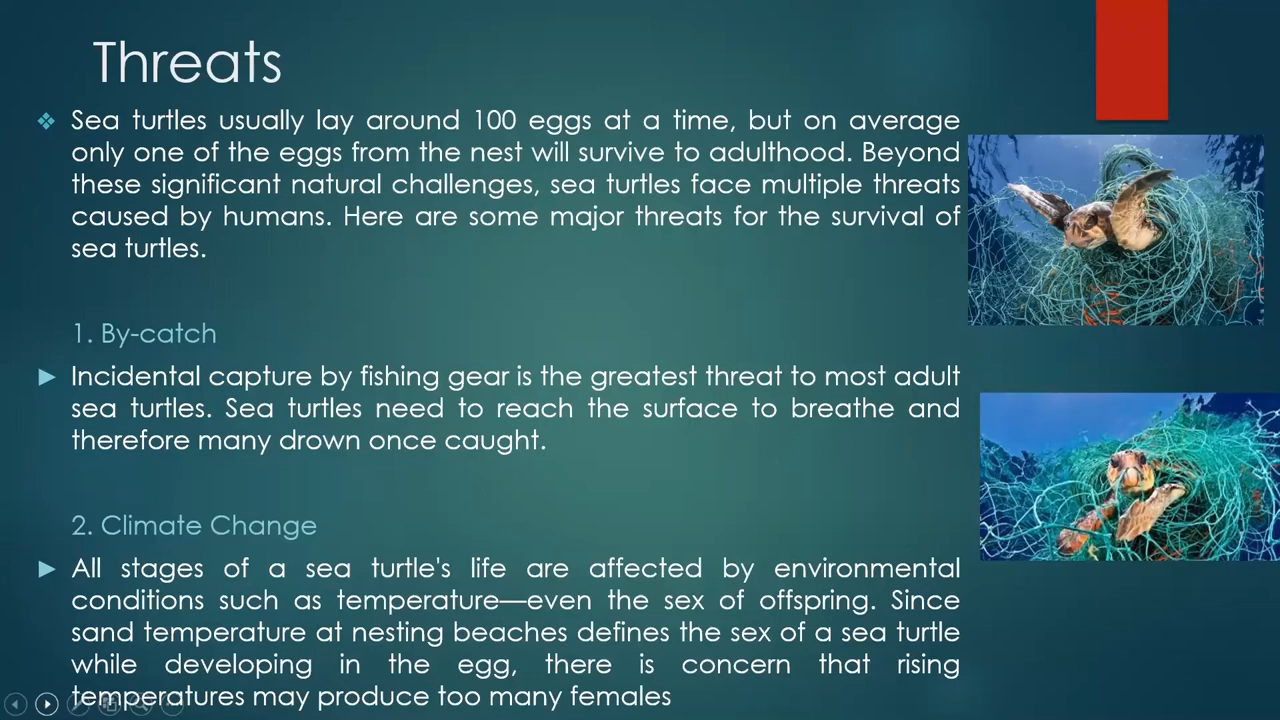 Threats
Sea turtles usually lay around 100 eggs at a time, but on average
only one of the eggs from the nest will survive to adulthood. Beyond
these significant natural challenges, sea turtles face multiple threats
caused by humans. Here are some major threats for the survival of
sea turtles.
1. By-catch
Incidental capture by fishing gear is the greatest threat to most adult
sea turtles. Sea turtles need to reach the surface to breathe and
therefore many drown once caught.
2. Climate Change
All stages of a sea turtle's life are affected by environmental
conditions such as temperature—even the sex of offspring. Since
sand temperature at nesting beaches defines the sex of a sea turtle
while developing in the egg, there is concern that rising
temperatures may produce too many females